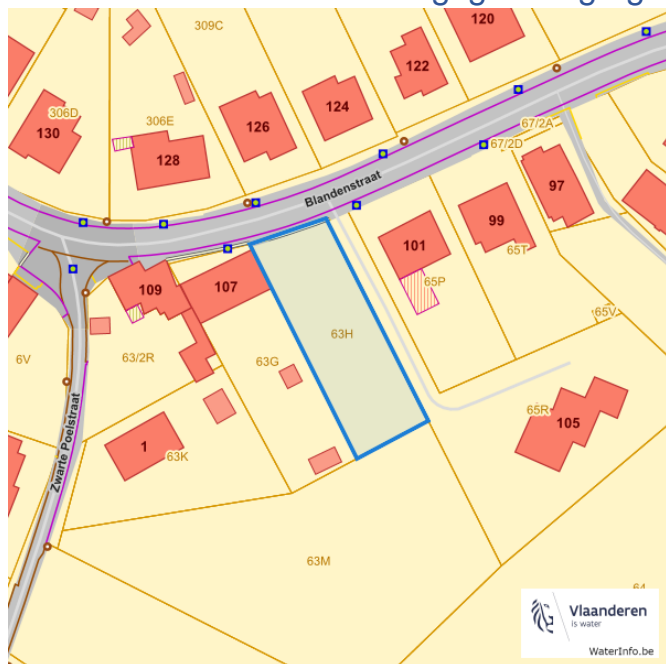 120
309C
122
306D
306E
124
126
130
128
67/2A
67/2D
Blandenstraat
97
99
101
65T
65P
109
107
65V
63H
6V
63/2R
63G
65R
105
1
63K
Zwarte Poelstraat
63M
Vlaanderen
is water
WaterInfo.be